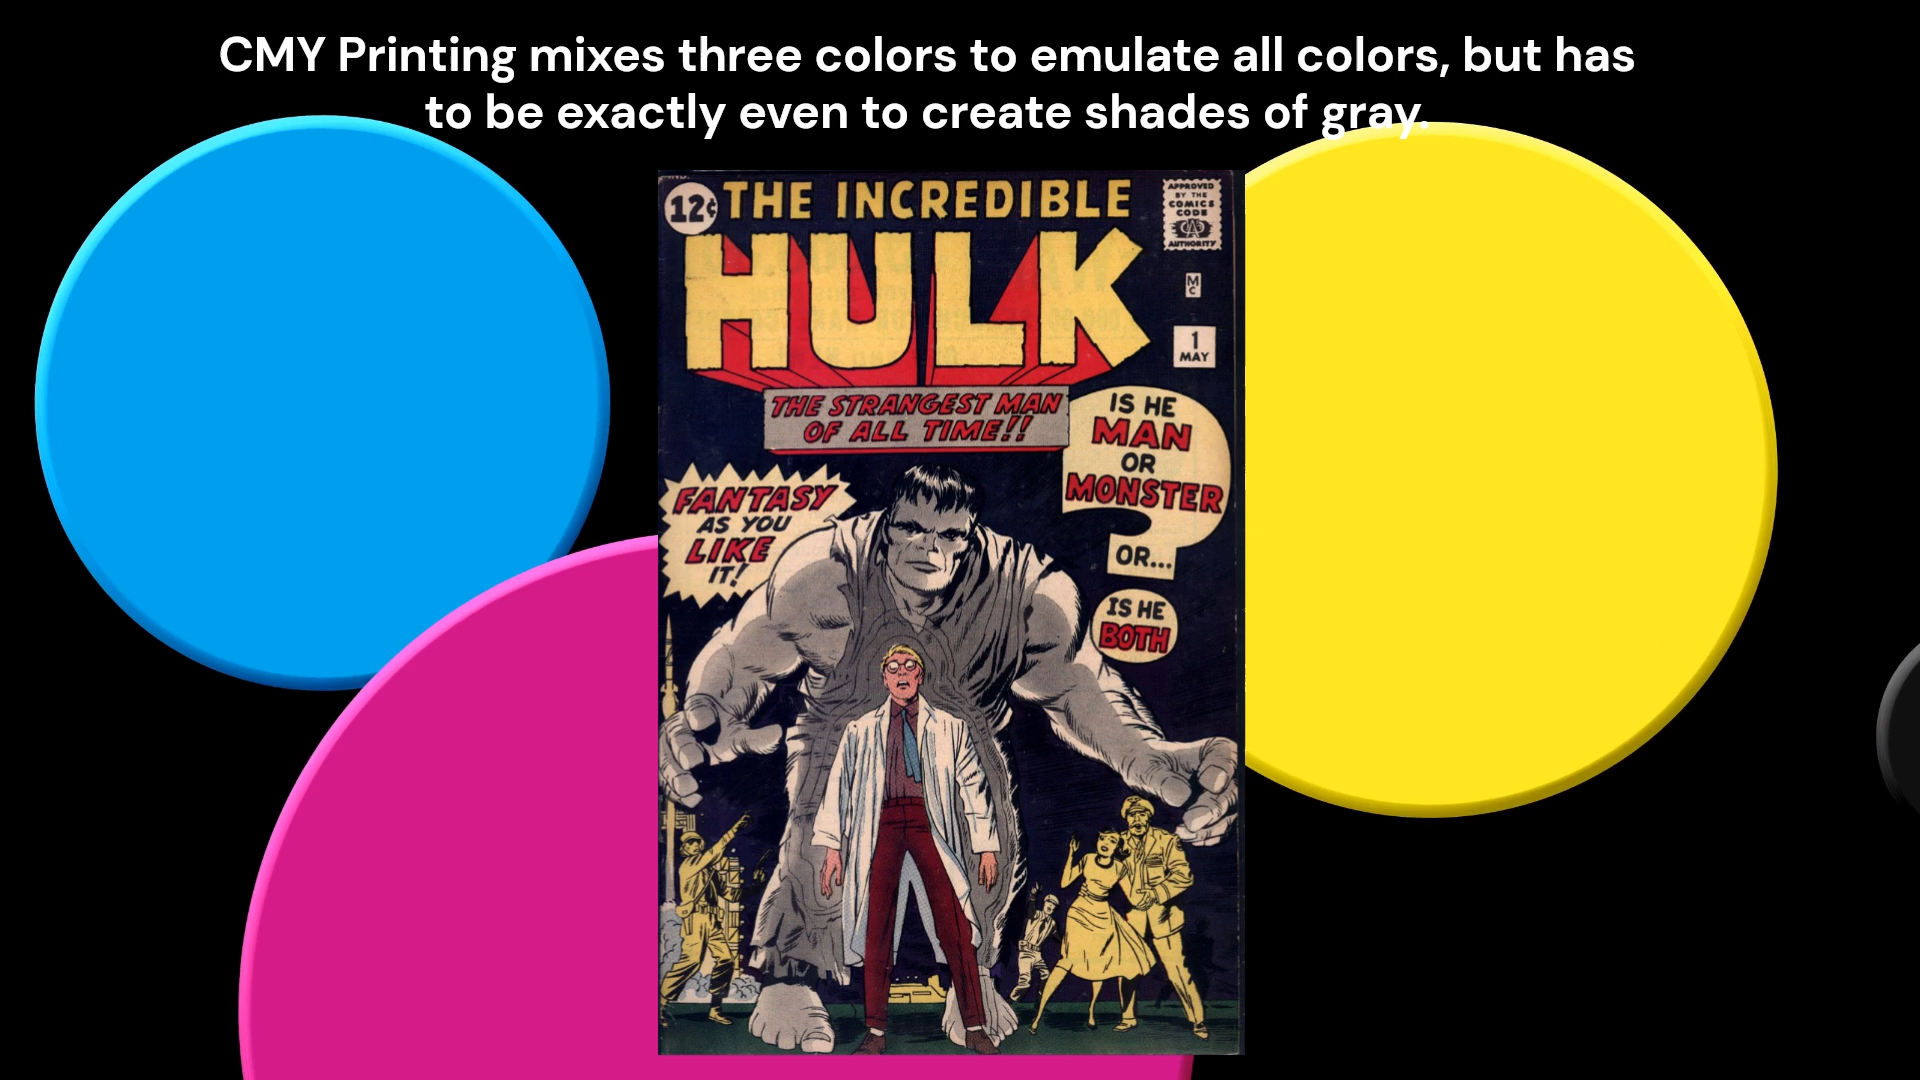 CMY Printing mixes three colors to emulate all colors, but has
to be exactly even to create shades of gray.
IND.
12¢
THE INCREDIBLE
HULK
APPROVED
BY THE
COMICS
CODE
CA
AUTHORITY
M
C
1
MAY
THE STRANGEST MAN
OF ALL TIME!!
IS HE
MAN
OR
MONSTER
?
OR...
IS HE
BOTH
FANTASY
AS YOU
LIKE
IT!